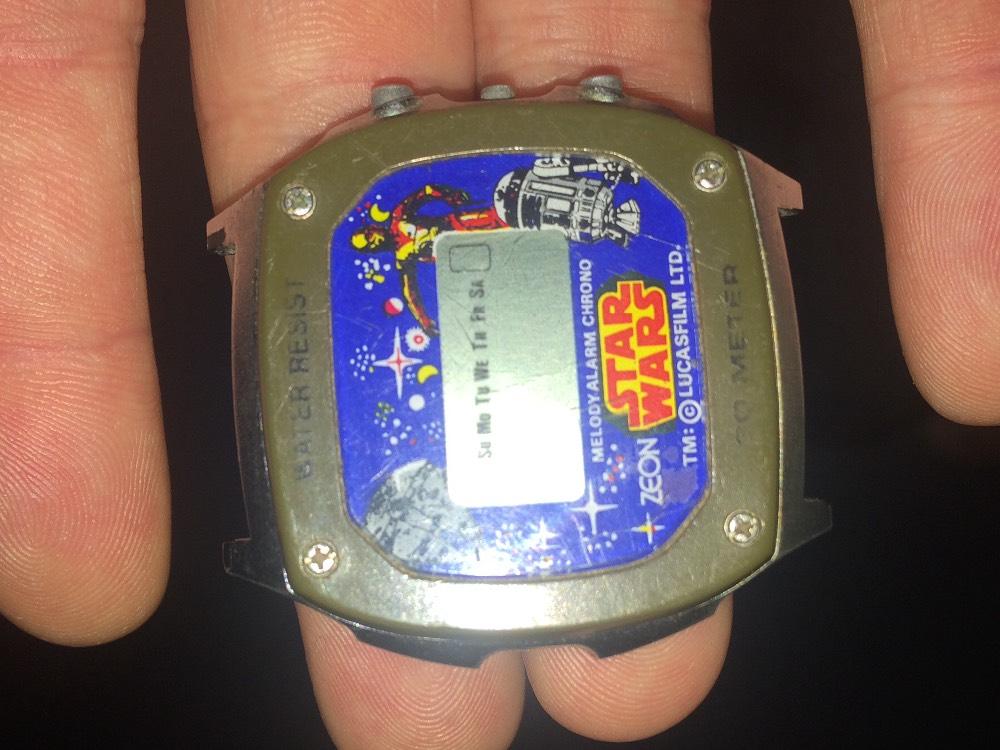 WATER RESIST
Su Mo Tu We Th Fr Sa
MELODY-ALARM CHRONO
STAR
WARS
ZEON
TM: © LUCASFILM LTD.
METER